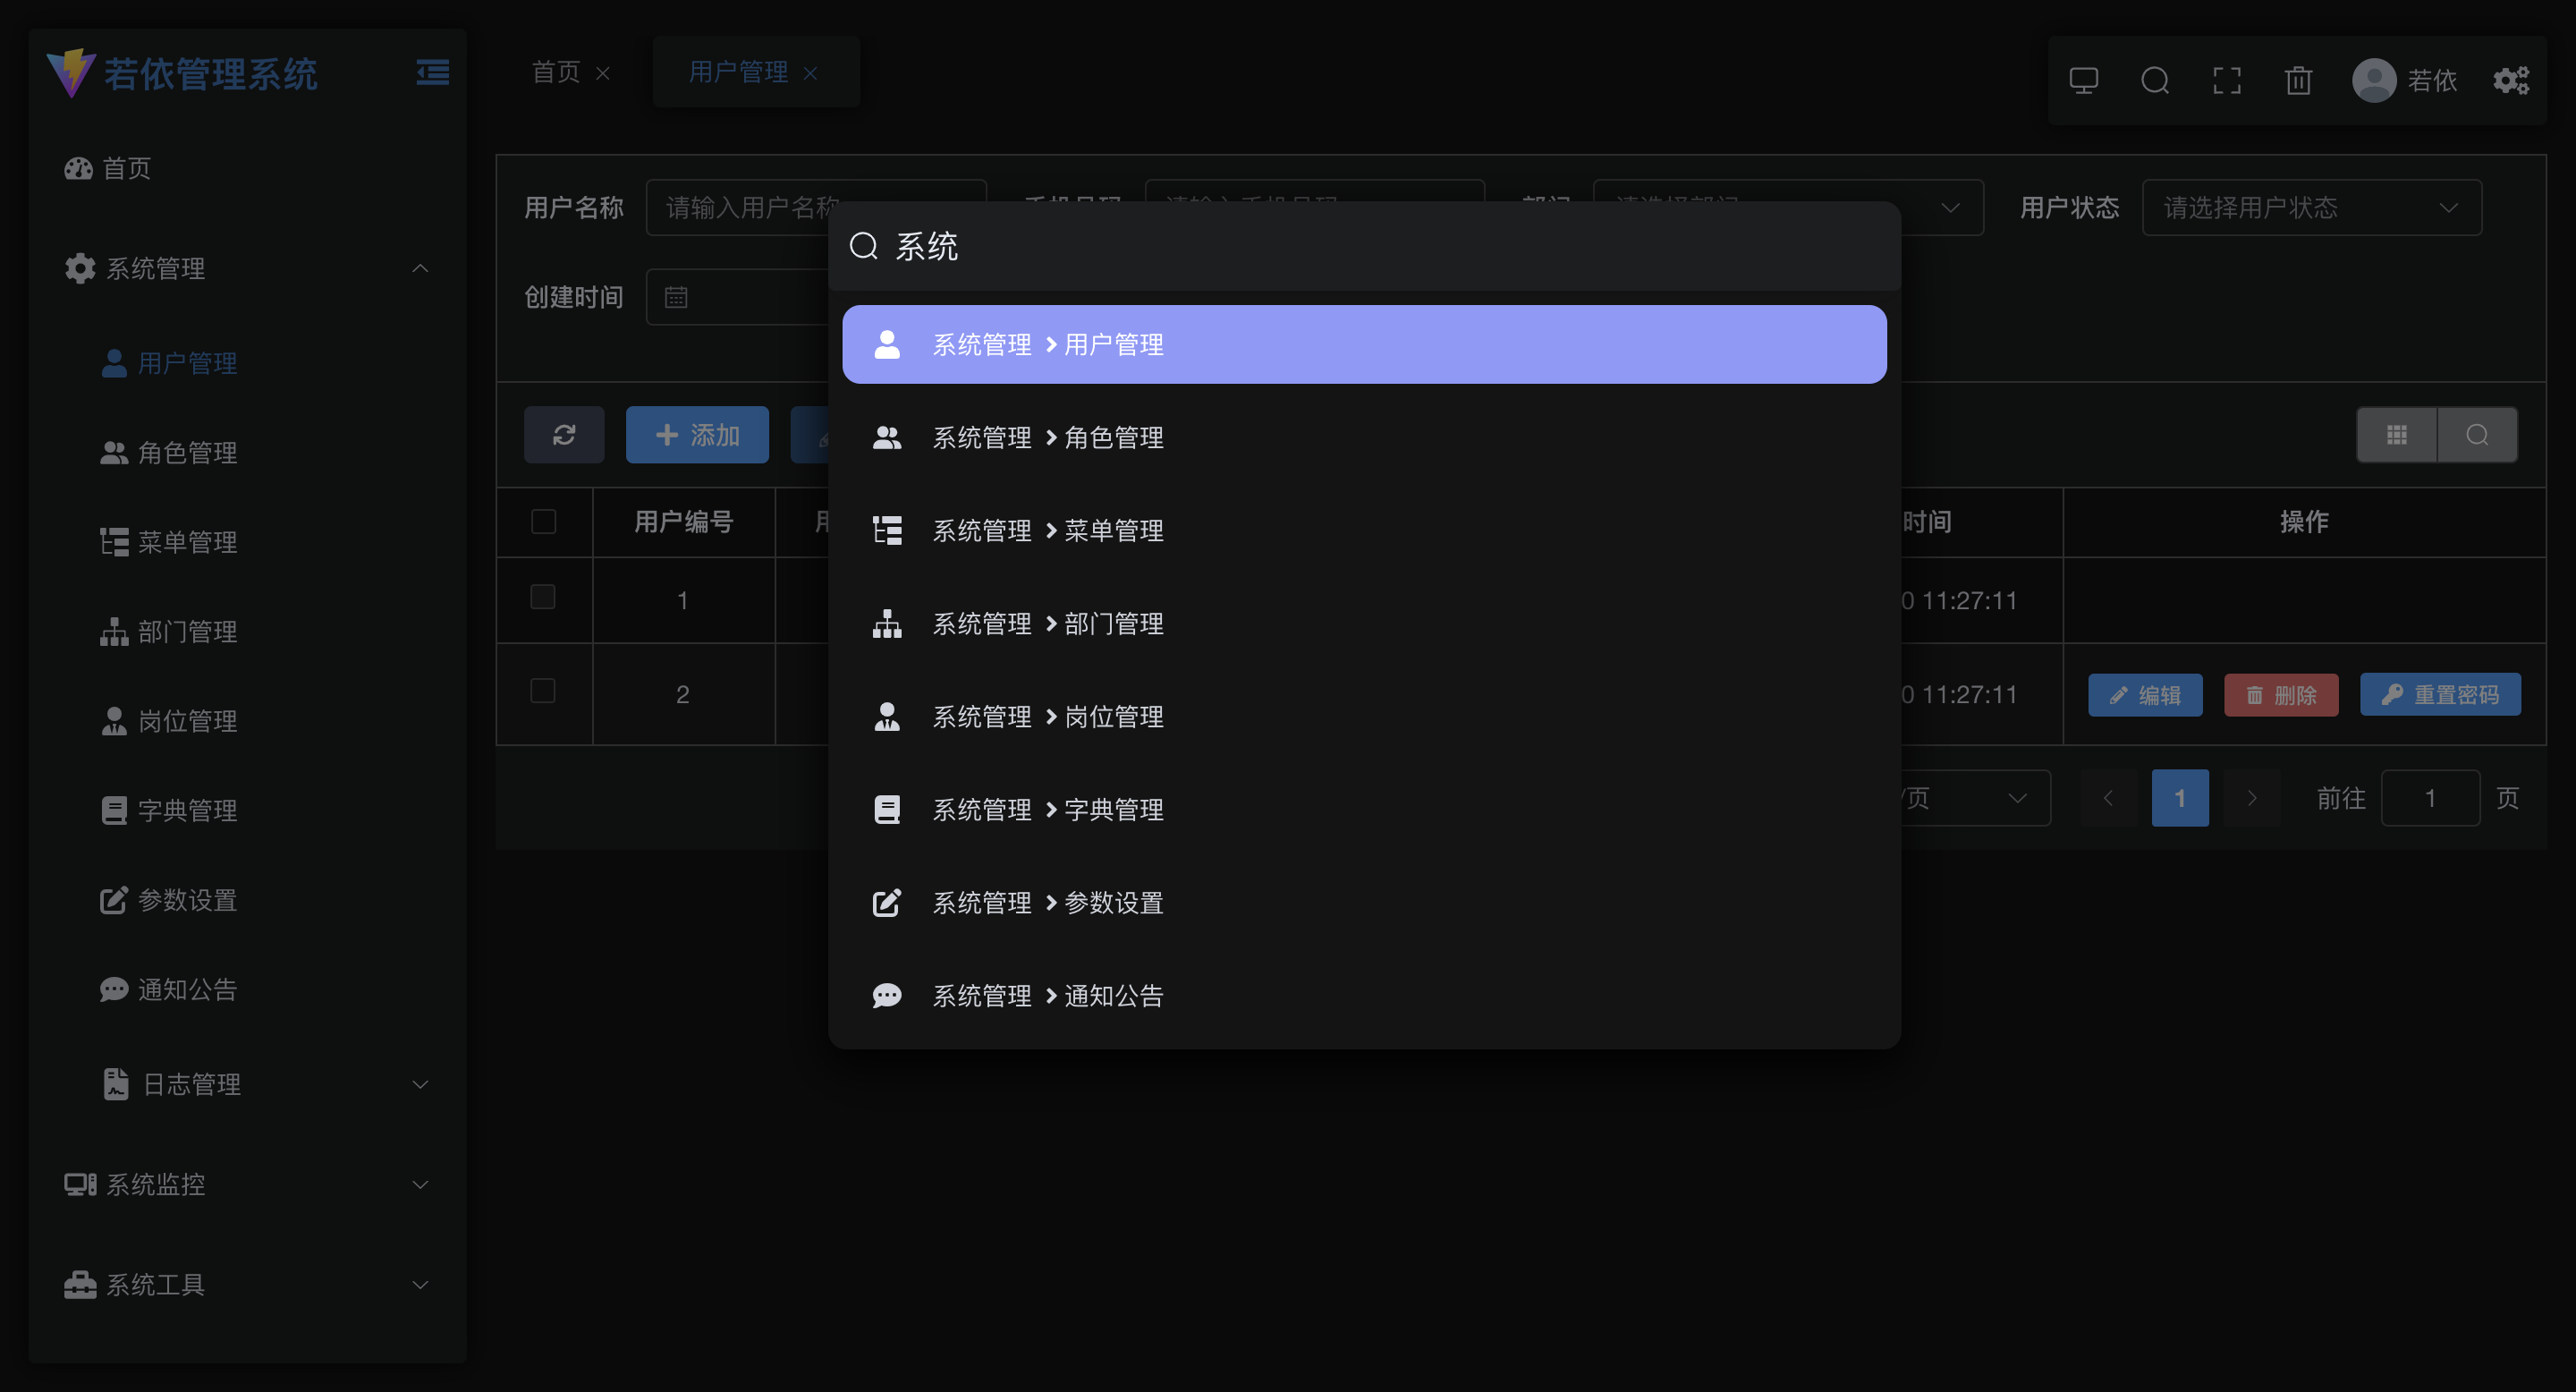 若依管理系统
首页
系统管理
用户管理
角色管理
菜单管理
部门管理
岗位管理
字典管理
参数设置
通知公告
日志管理
系统监控
系统工具
首页 用户管理
若依
用户名称 请输入用户名称 用户状态 请选择用户状态
创建时间
添加
用户编号 时间 操作
1 0 11:27:11
2 0 11:27:11 编辑 删除 重置密码
/页 1 前往 1 页
系统
系统管理 > 用户管理
系统管理 > 角色管理
系统管理 > 菜单管理
系统管理 > 部门管理
系统管理 > 岗位管理
系统管理 > 字典管理
系统管理 > 参数设置
系统管理 > 通知公告